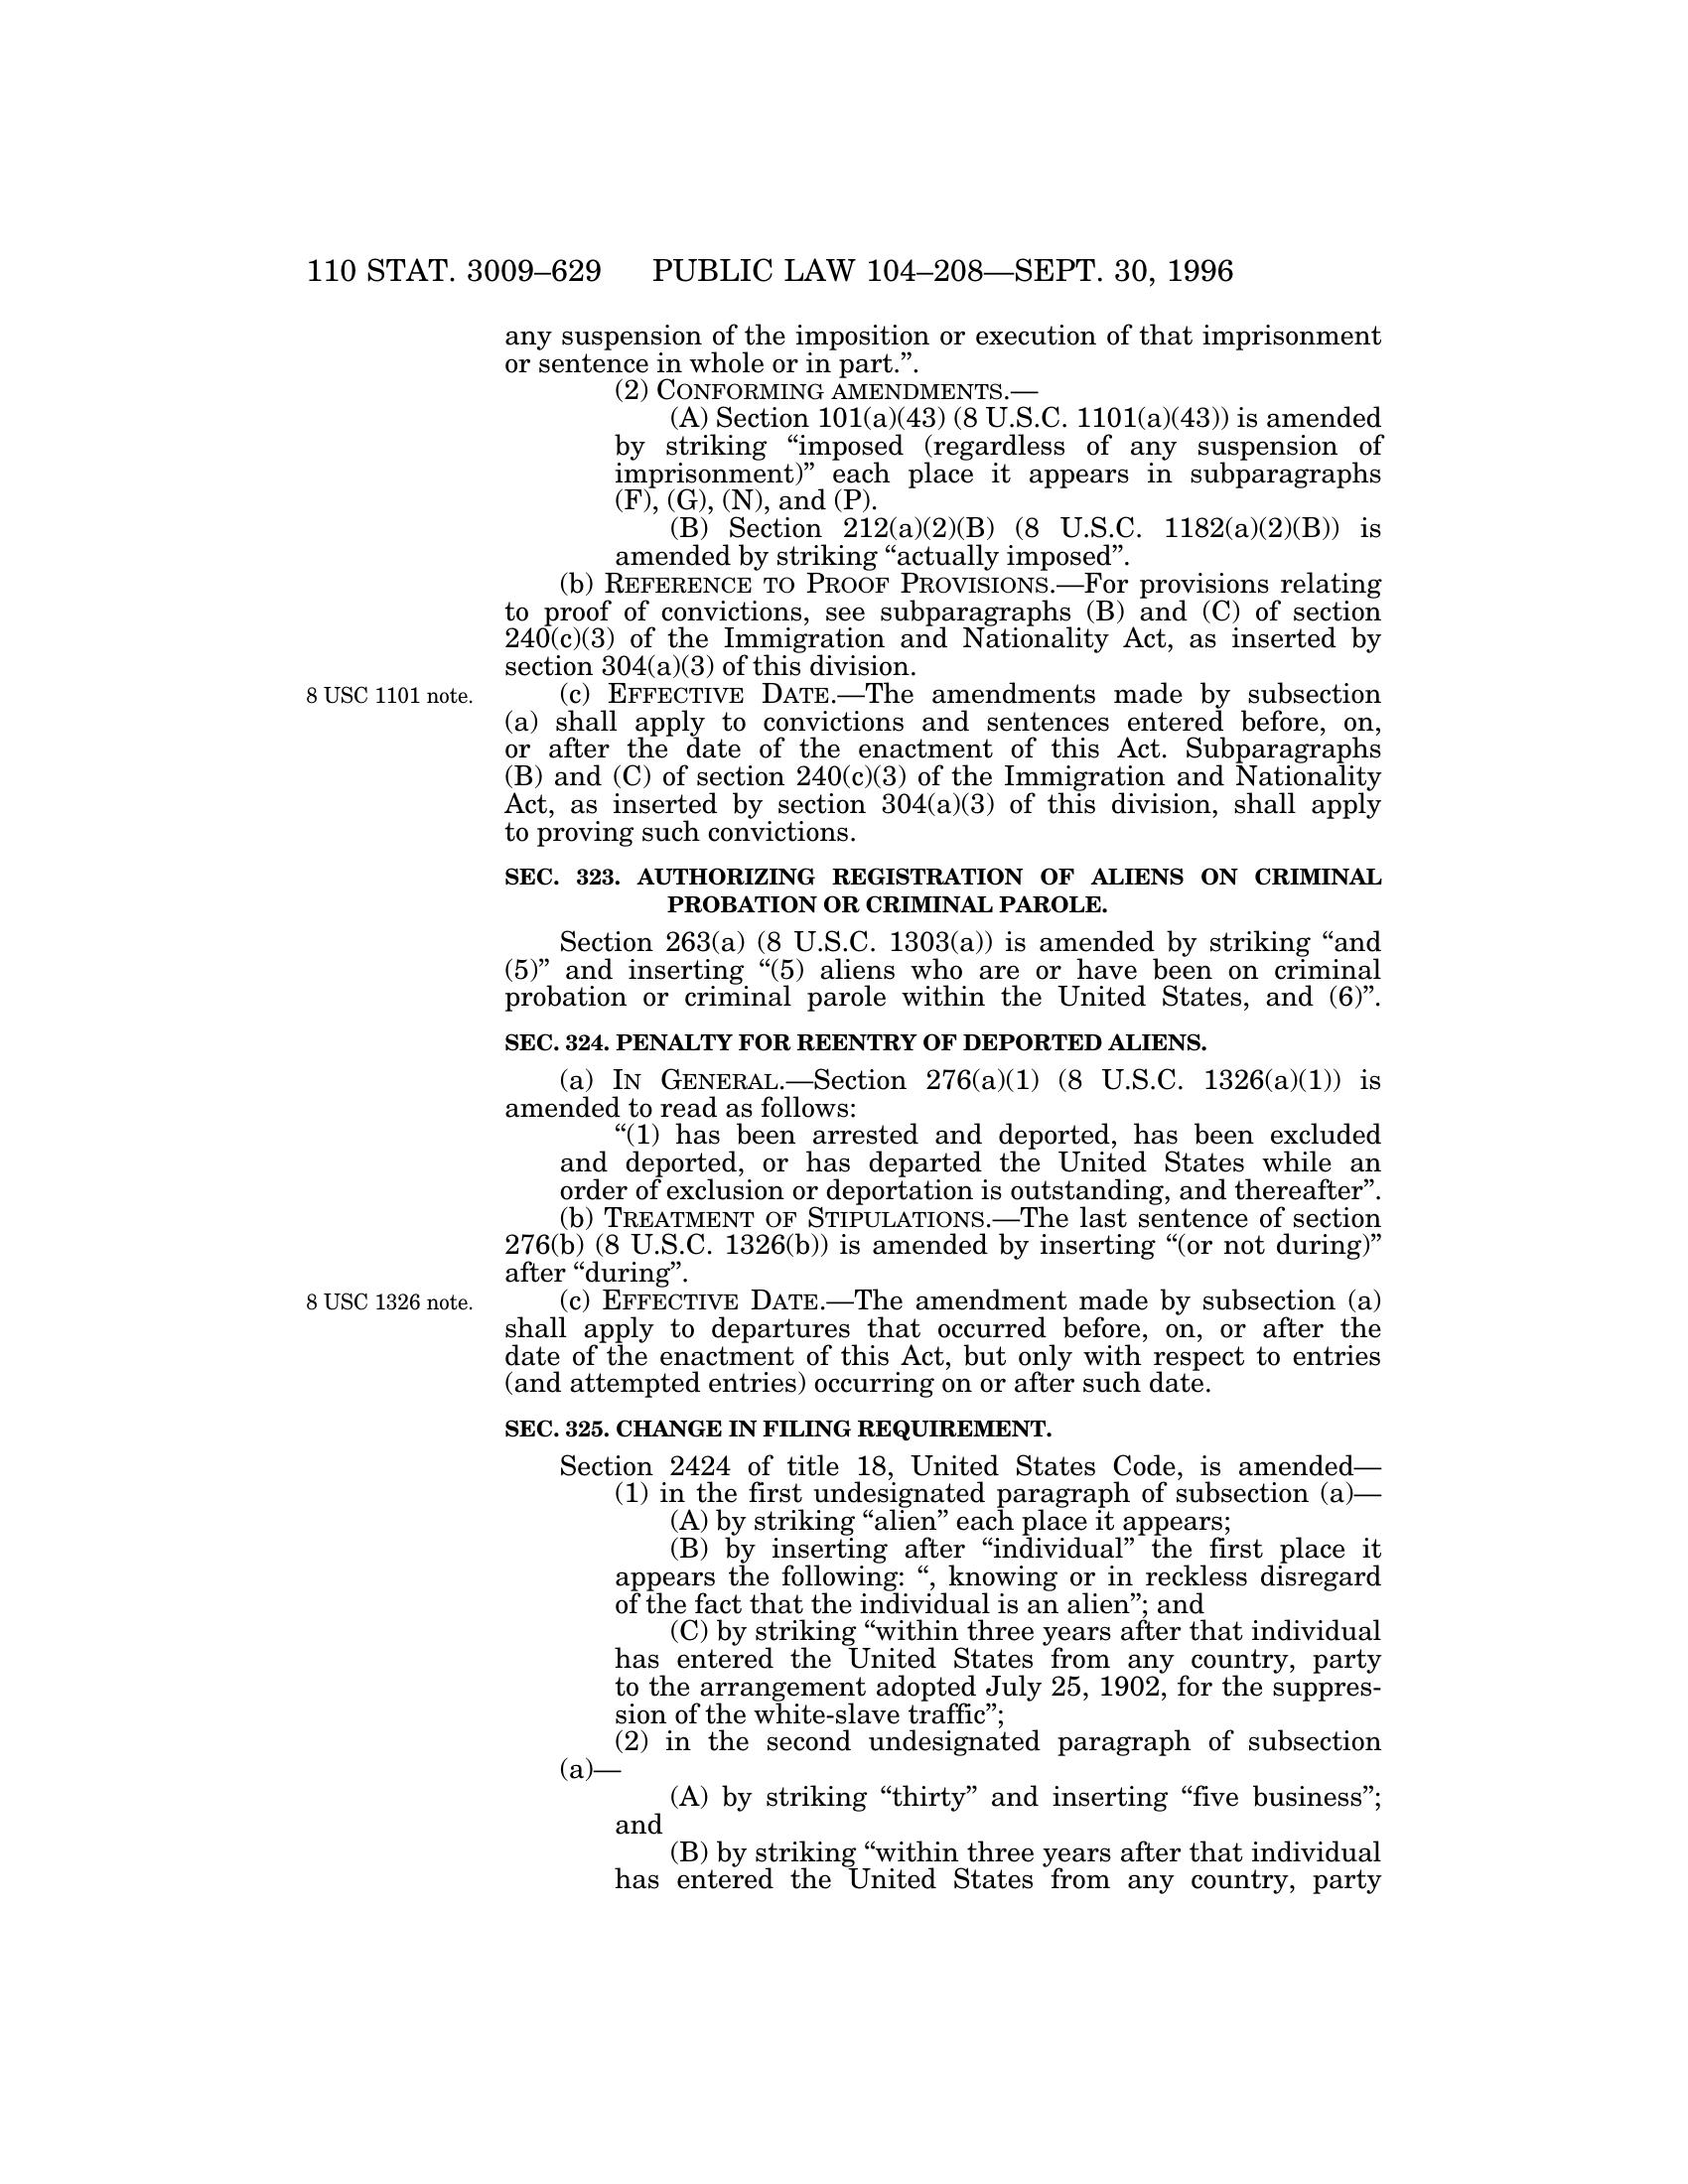 110 STAT. 3009–629 PUBLIC LAW 104–208—SEPT. 30, 1996
any suspension of the imposition or execution of that imprisonment
or sentence in whole or in part.”.
(2) CONFORMING AMENDMENTS.—
(A) Section 101(a)(43) (8 U.S.C. 1101(a)(43)) is amended
by striking “imposed (regardless of any suspension of
imprisonment)” each place it appears in subparagraphs
(F), (G), (N), and (P).
(B) Section 212(a)(2)(B) (8 U.S.C. 1182(a)(2)(B)) is
amended by striking “actually imposed”.
(b) REFERENCE TO PROOF PROVISIONS.—For provisions relating
to proof of convictions, see subparagraphs (B) and (C) of section
240(c)(3) of the Immigration and Nationality Act, as inserted by
section 304(a)(3) of this division.
8 USC 1101 note.
(c) EFFECTIVE DATE.—The amendments made by subsection
(a) shall apply to convictions and sentences entered before, on,
or after the date of the enactment of this Act. Subparagraphs
(B) and (C) of section 240(c)(3) of the Immigration and Nationality
Act, as inserted by section 304(a)(3) of this division, shall apply
to proving such convictions.
SEC. 323. AUTHORIZING REGISTRATION OF ALIENS ON CRIMINAL
PROBATION OR CRIMINAL PAROLE.
Section 263(a) (8 U.S.C. 1303(a)) is amended by striking “and
(5)” and inserting “(5) aliens who are or have been on criminal
probation or criminal parole within the United States, and (6)”.
SEC. 324. PENALTY FOR REENTRY OF DEPORTED ALIENS.
(a) IN GENERAL.—Section 276(a)(1) (8 U.S.C. 1326(a)(1)) is
amended to read as follows:
“(1) has been arrested and deported, has been excluded
and deported, or has departed the United States while an
order of exclusion or deportation is outstanding, and thereafter”.
(b) TREATMENT OF STIPULATIONS.—The last sentence of section
276(b) (8 U.S.C. 1326(b)) is amended by inserting “(or not during)”
after “during”.
8 USC 1326 note.
(c) EFFECTIVE DATE.—The amendment made by subsection (a)
shall apply to departures that occurred before, on, or after the
date of the enactment of this Act, but only with respect to entries
(and attempted entries) occurring on or after such date.
SEC. 325. CHANGE IN FILING REQUIREMENT.
Section 2424 of title 18, United States Code, is amended—
(1) in the first undesignated paragraph of subsection (a)—
(A) by striking “alien” each place it appears;
(B) by inserting after “individual” the first place it
appears the following: “, knowing or in reckless disregard
of the fact that the individual is an alien”; and
(C) by striking “within three years after that individual
has entered the United States from any country, party
to the arrangement adopted July 25, 1902, for the suppres-
sion of the white-slave traffic”;
(2) in the second undesignated paragraph of subsection
(a)—
(A) by striking “thirty” and inserting “five business”;
and
(B) by striking “within three years after that individual
has entered the United States from any country, party